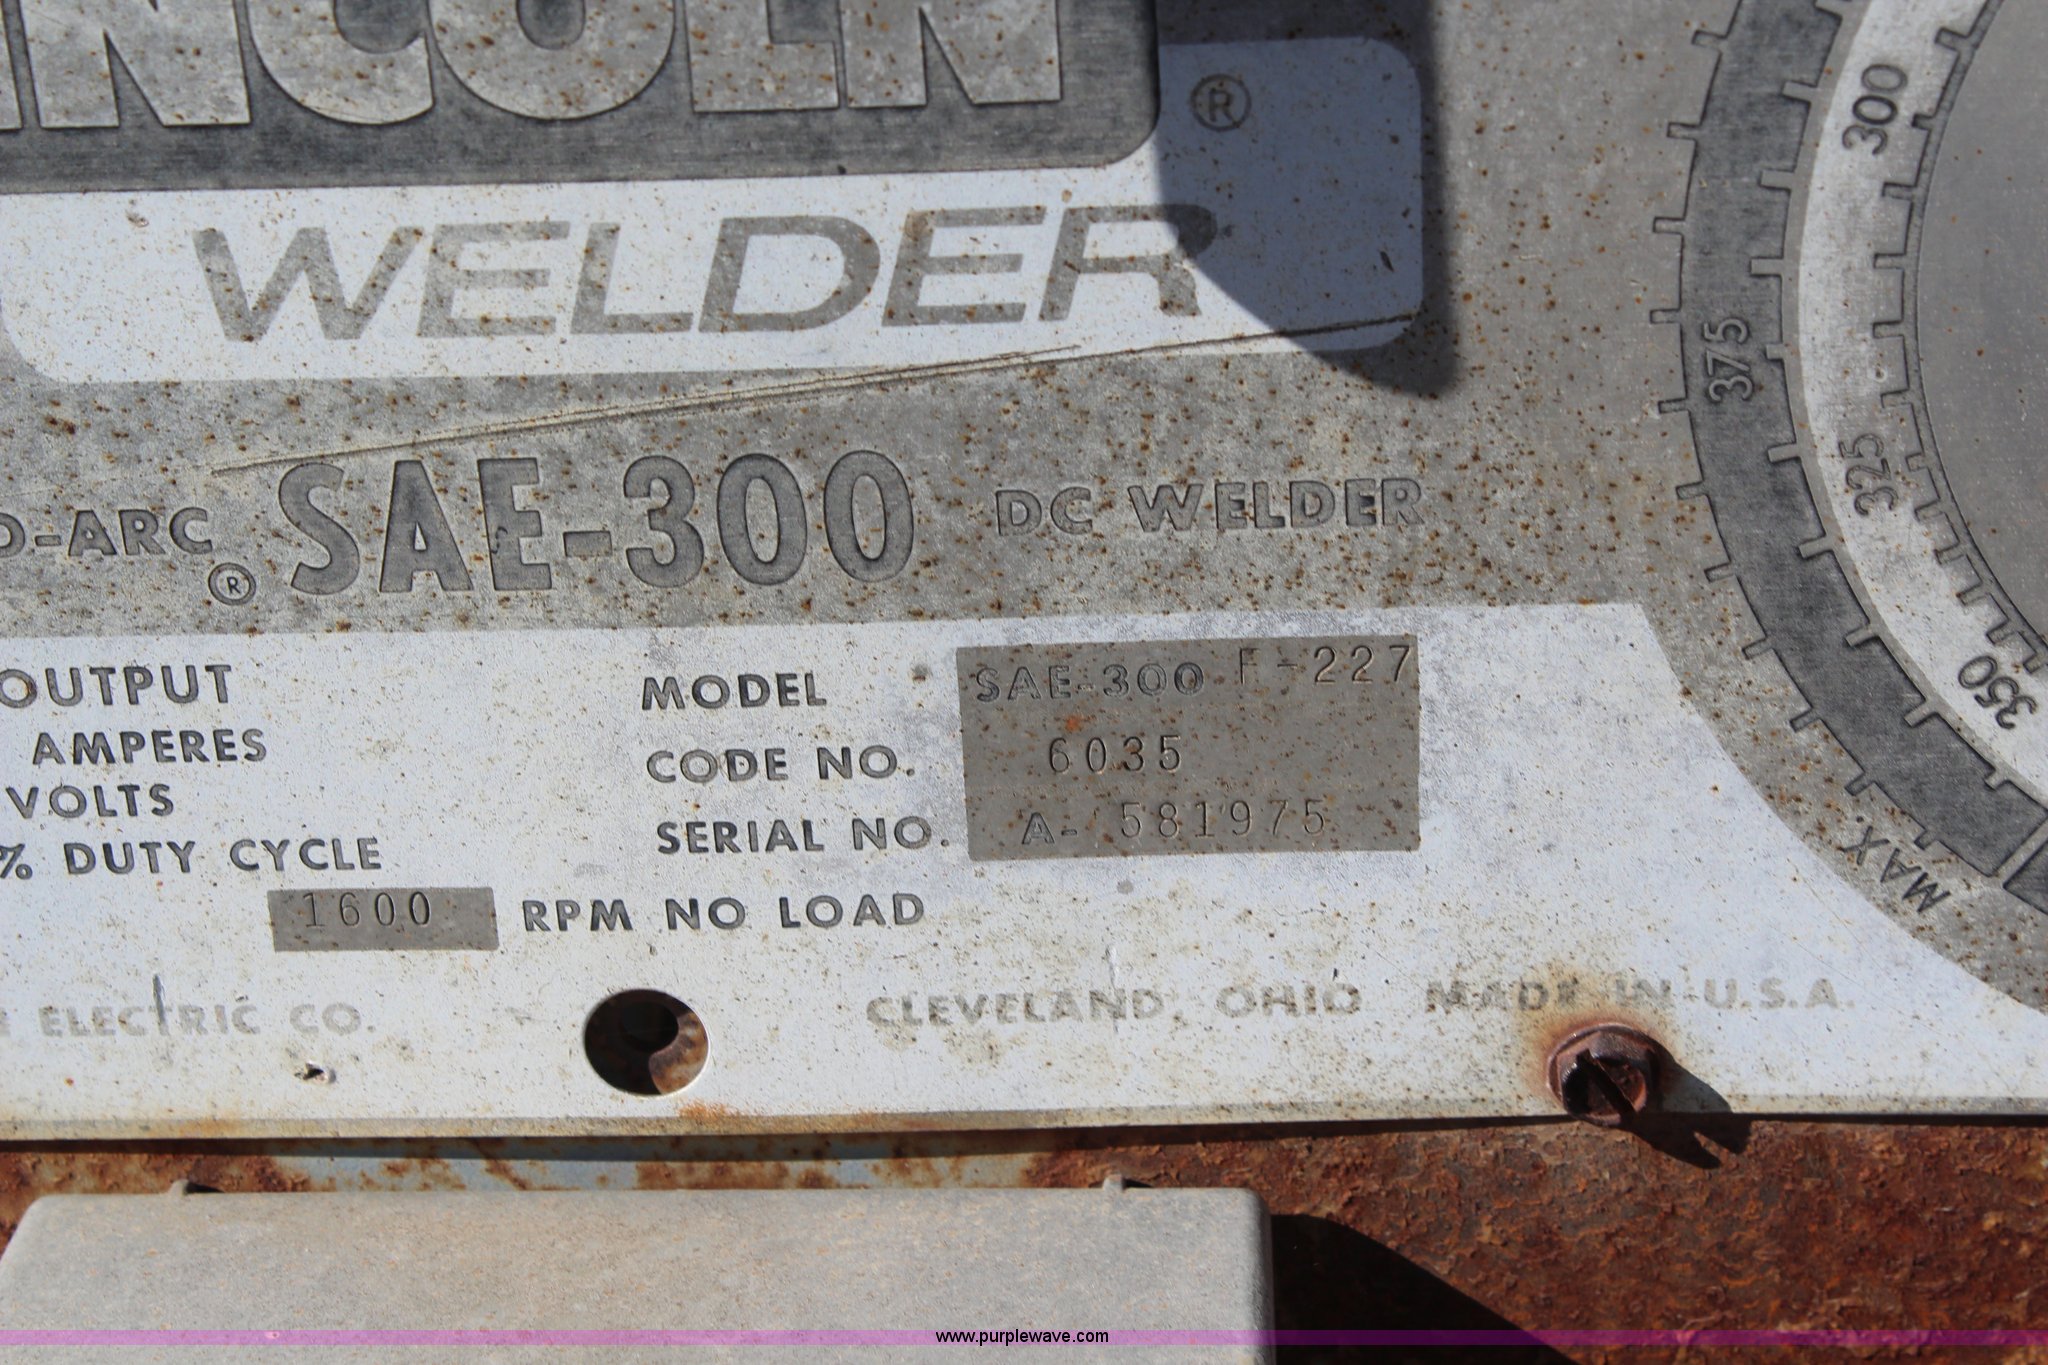 LINCOLN
WELDER ®
O-ARC ® SAE-300 DC WELDER
OUTPUT
AMPERES
VOLTS
% DUTY CYCLE
1600 RPM NO LOAD
MODEL SAE-300 F-227
CODE NO. 6035
SERIAL NO. A- 581975
E ELECTRIC CO. CLEVELAND, OHIO MADE IN U.S.A.
300
325
350
375
MAX.
www.purplewave.com